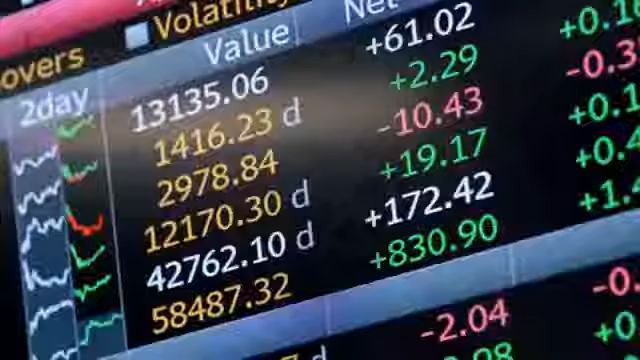 Volatility
overs
Value
Net
2day
13135.06 +61.02
1416.23 d +2.29
2978.84 -10.43
12170.30 d +19.17
42762.10 d +172.42
58487.32 +830.90
-2.04